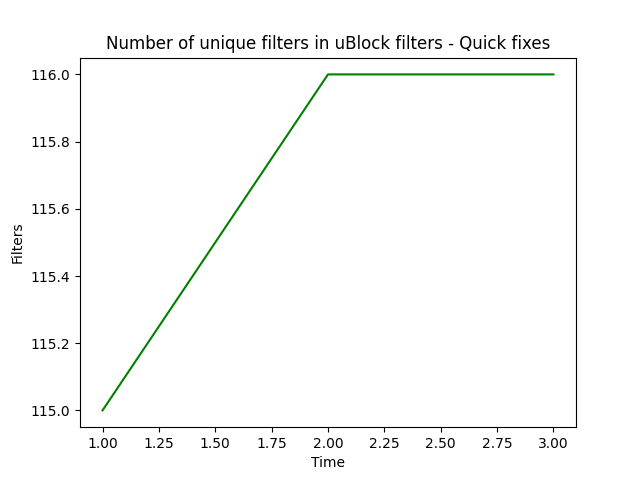 Number of unique filters in uBlock filters - Quick fixes
116.0
115.8
115.6
115.4
115.2
115.0
Filters
1.00 1.25 1.50 1.75 2.00 2.25 2.50 2.75 3.00
Time